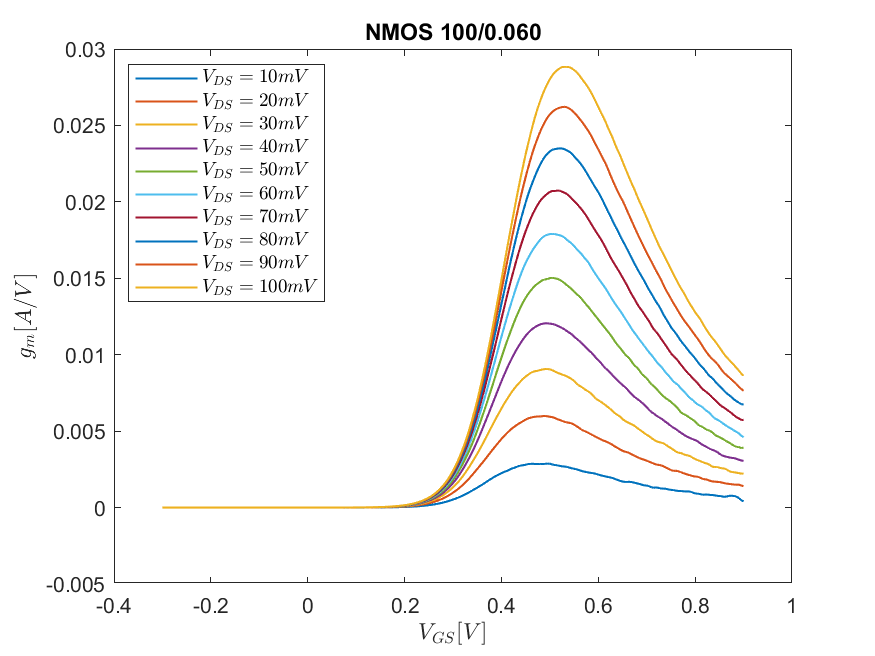 NMOS 100/0.060
0.03
0.025
0.02
0.015
0.01
0.005
0
-0.005
g_m[A/V]
V_DS = 10mV
V_DS = 20mV
V_DS = 30mV
V_DS = 40mV
V_DS = 50mV
V_DS = 60mV
V_DS = 70mV
V_DS = 80mV
V_DS = 90mV
V_DS = 100mV
-0.4 -0.2 0 0.2 0.4 0.6 0.8 1
V_GS[V]